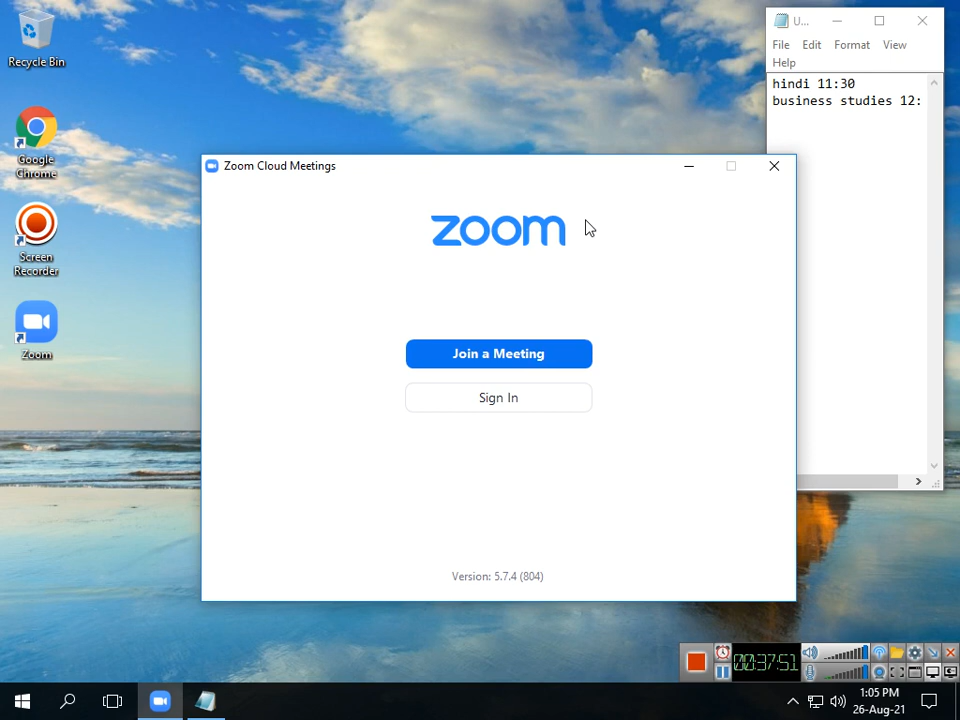 Recycle Bin
Google
Chrome
Screen
Recorder
Zoom
U...
File Edit Format View
Help
hindi 11:30
business studies 12:
Zoom Cloud Meetings
zoom
Join a Meeting
Sign In
Version: 5.7.4 (804)
00:37:51
1:05 PM
26-Aug-21